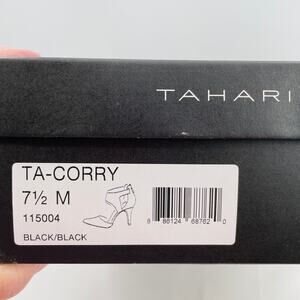 TAHARI
TA-CORRY
7½ M
115004
8 86124 68762 0
BLACK/BLACK